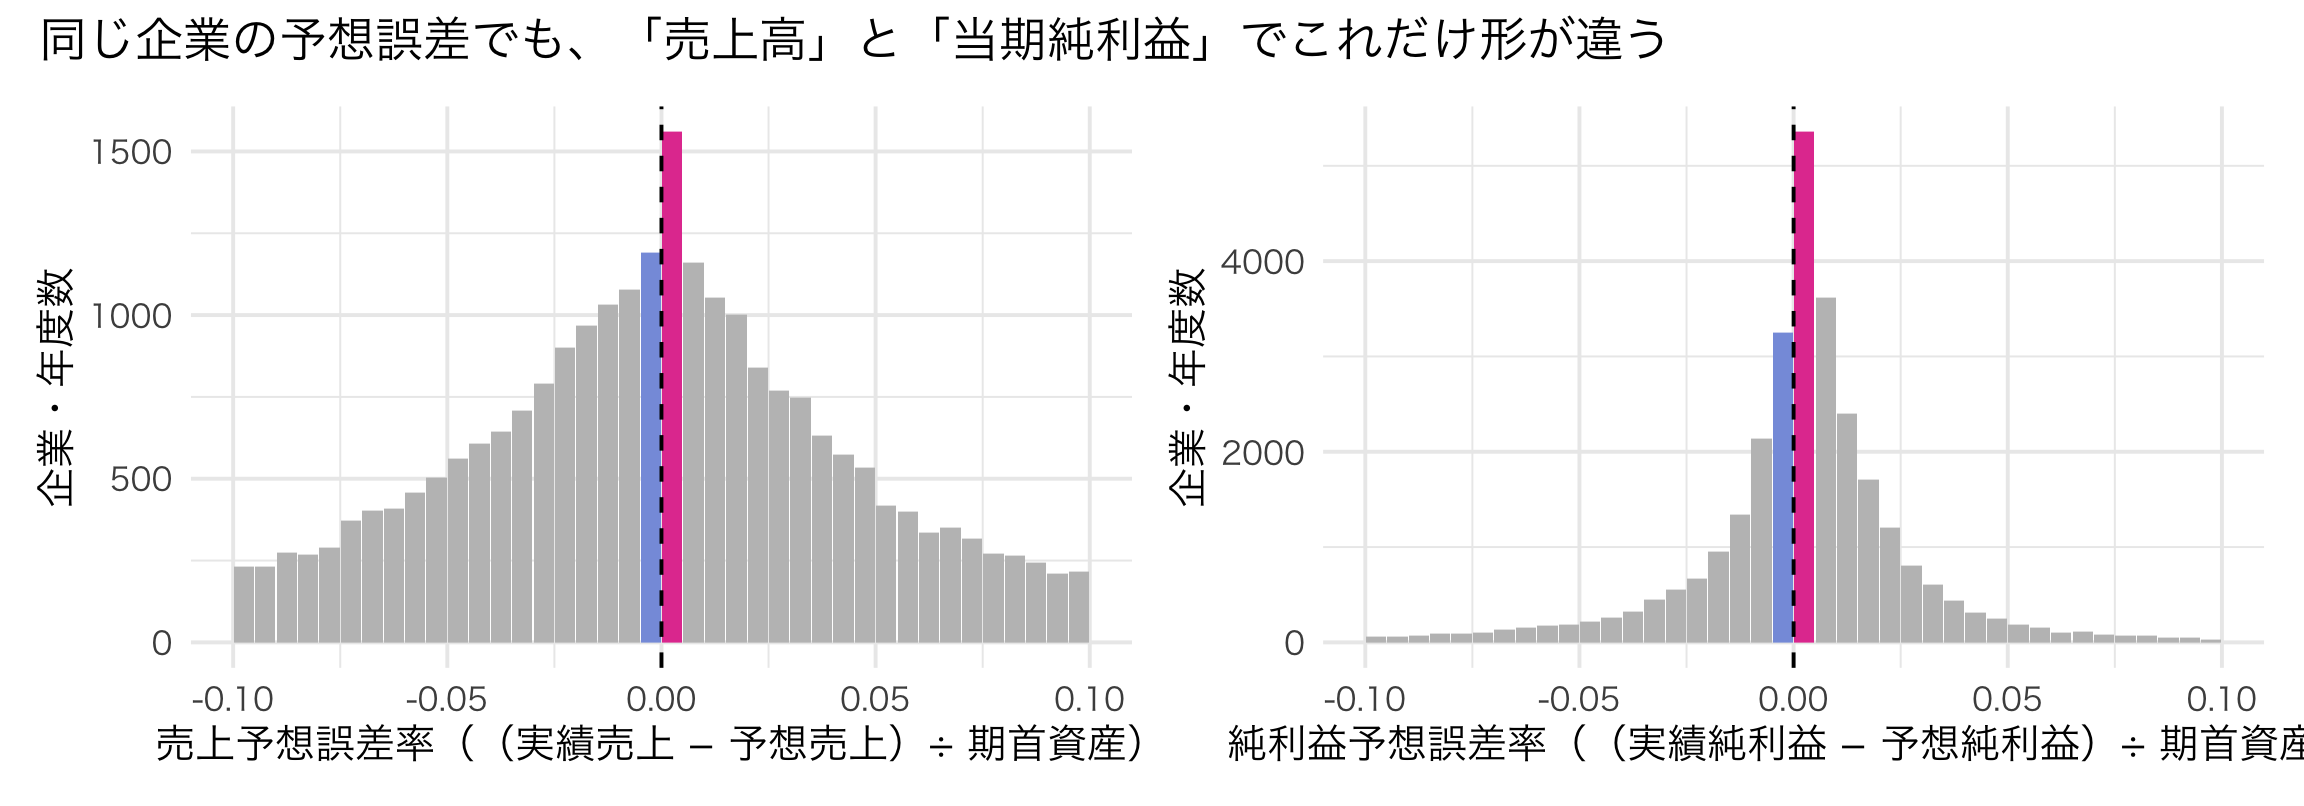 同じ企業の予想誤差でも、「売上高」と「当期純利益」でこれだけ形が違う
企業・年度数
1500
1000
500
0
-0.10 -0.05 0.00 0.05 0.10
売上予想誤差率（（実績売上 − 予想売上）÷ 期首資産）
企業・年度数
4000
2000
0
-0.10 -0.05 0.00 0.05 0.10
純利益予想誤差率（（実績純利益 − 予想純利益）÷ 期首資産